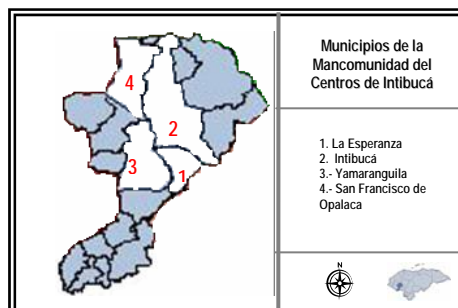 Municipios de la
Mancomunidad del
Centros de Intibucá
4
2
3
1
1. La Esperanza
2. Intibucá
3.- Yamaranguila
4.- San Francisco de
Opalaca
N